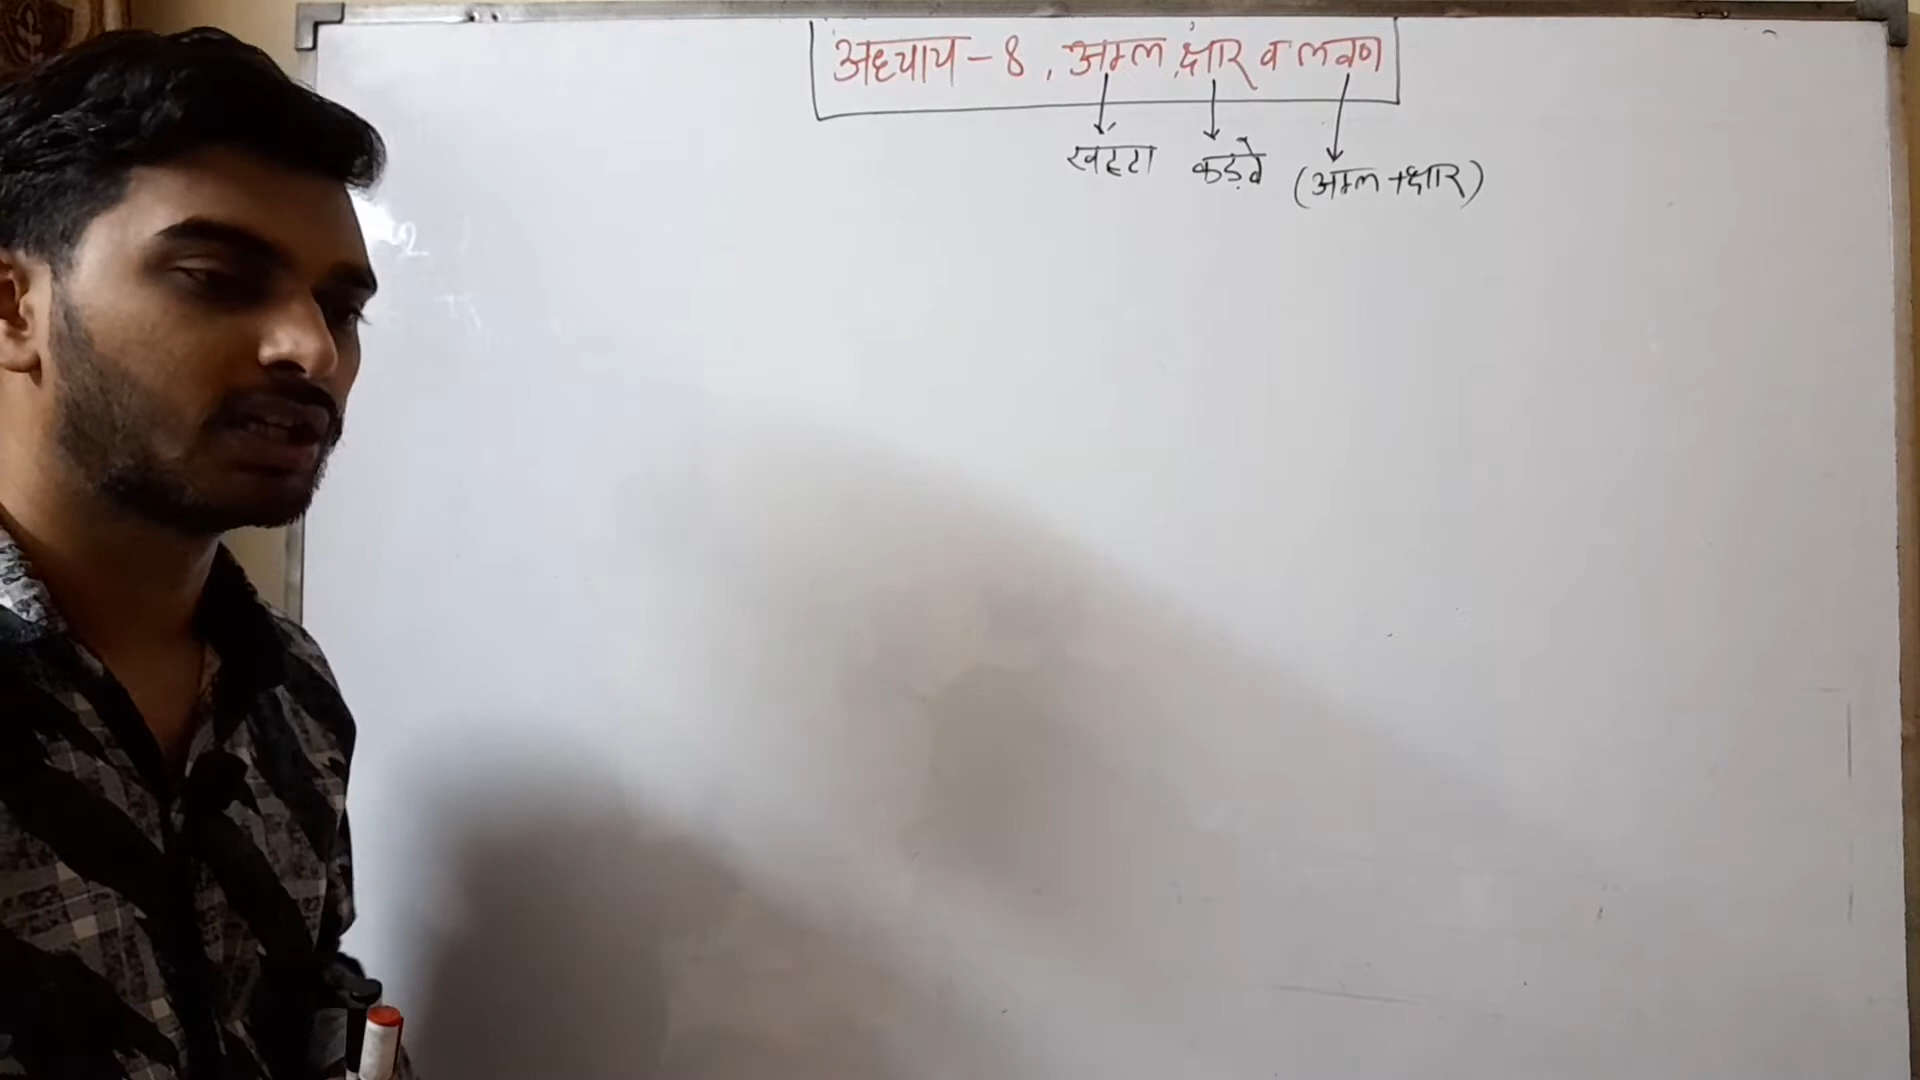 अध्याय - 8, अम्ल, क्षार व लवण
खट्टा कड़वे (अम्ल + क्षार)